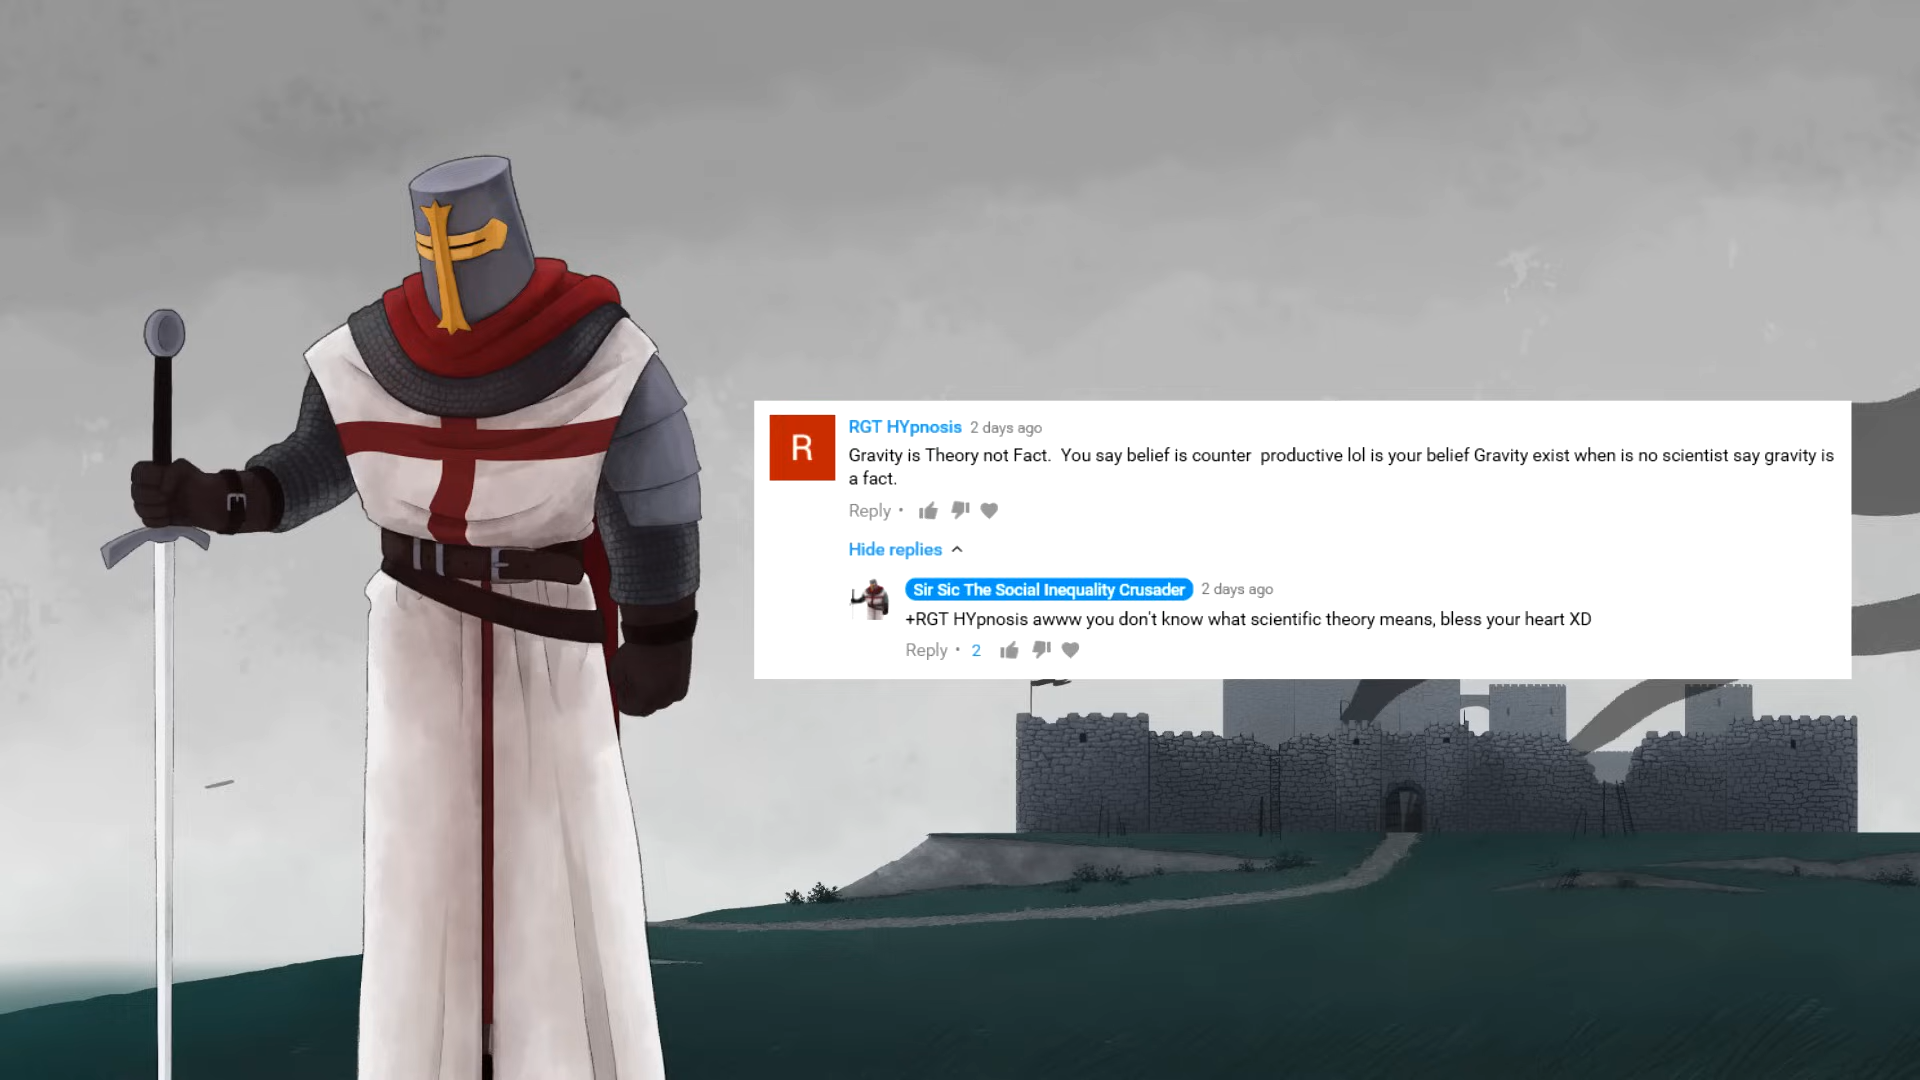 R
RGT HYpnosis 2 days ago
Gravity is Theory not Fact.  You say belief is counter  productive lol is your belief Gravity exist when is no scientist say gravity is
a fact.
Reply •
Hide replies
Sir Sic The Social Inequality Crusader 2 days ago
+RGT HYpnosis awww you don't know what scientific theory means, bless your heart XD
Reply • 2